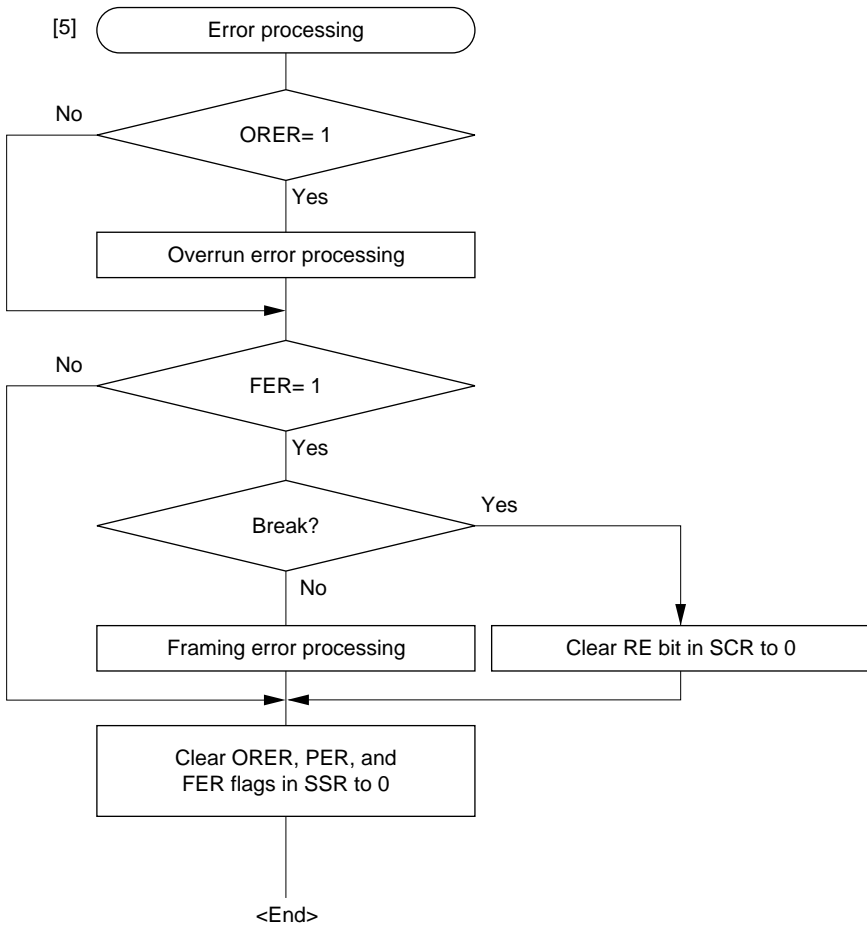 [5]
Error processing
No
ORER= 1
Yes
Overrun error processing
No
FER= 1
Yes
Break?
Yes
No
Framing error processing
Clear RE bit in SCR to 0
Clear ORER, PER, and
FER flags in SSR to 0
<End>